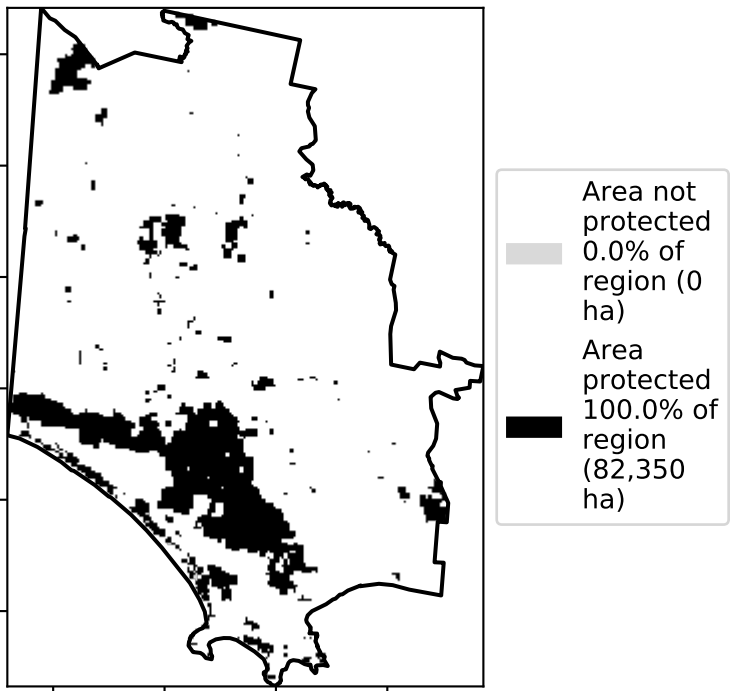 Area not
protected
0.0% of
region (0
ha)
Area
protected
100.0% of
region
(82,350
ha)